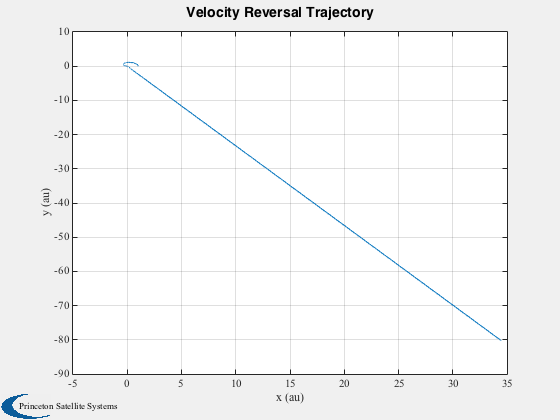 Velocity Reversal Trajectory
10
0
-10
-20
-30
-40
-50
-60
-70
-80
-90
y (au)
-5 0 5 10 15 20 25 30 35
x (au)
Princeton Satellite Systems